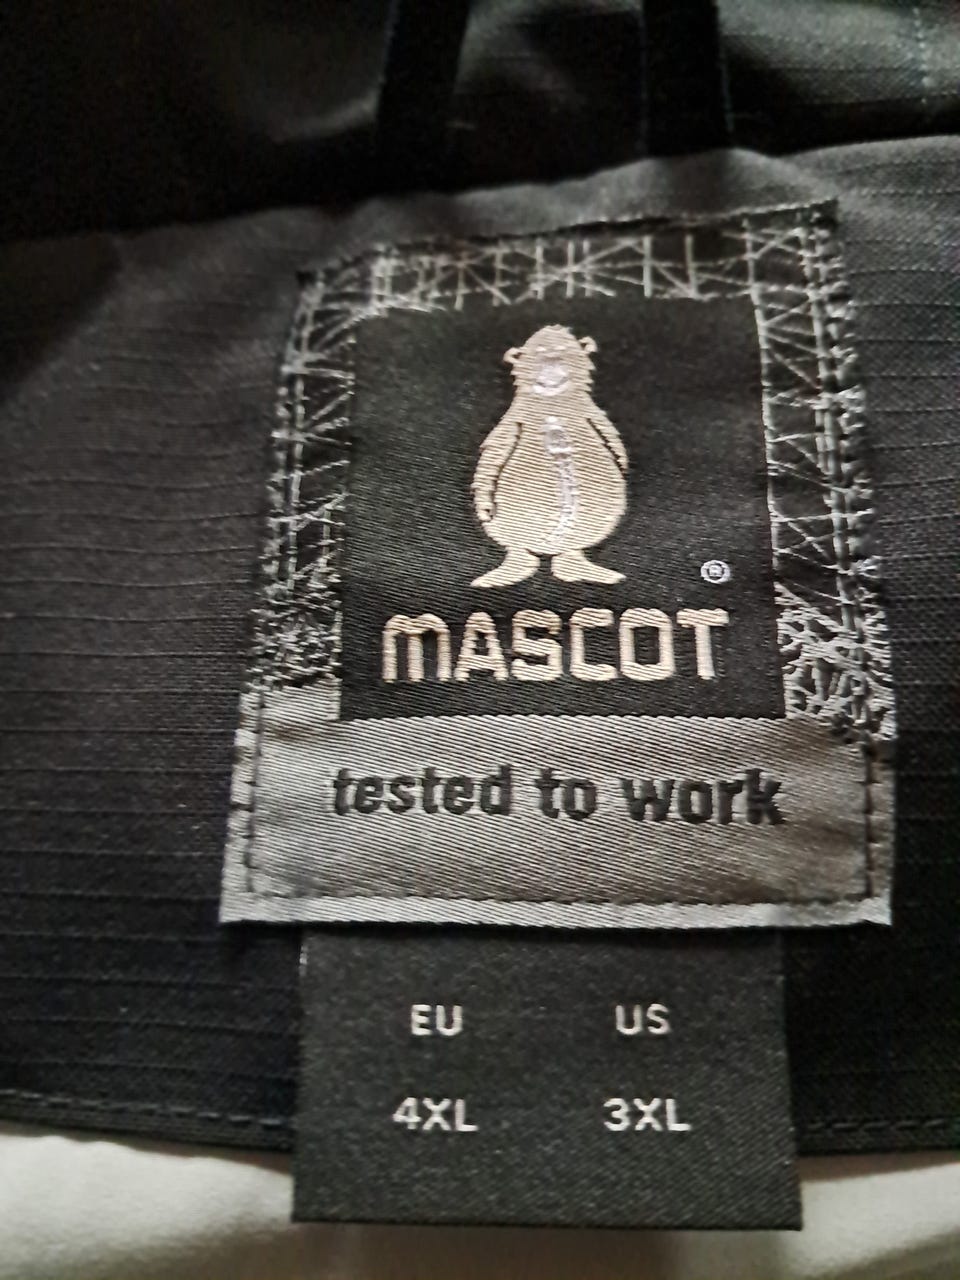 ®
MASCOT
tested to work
EU US
4XL 3XL